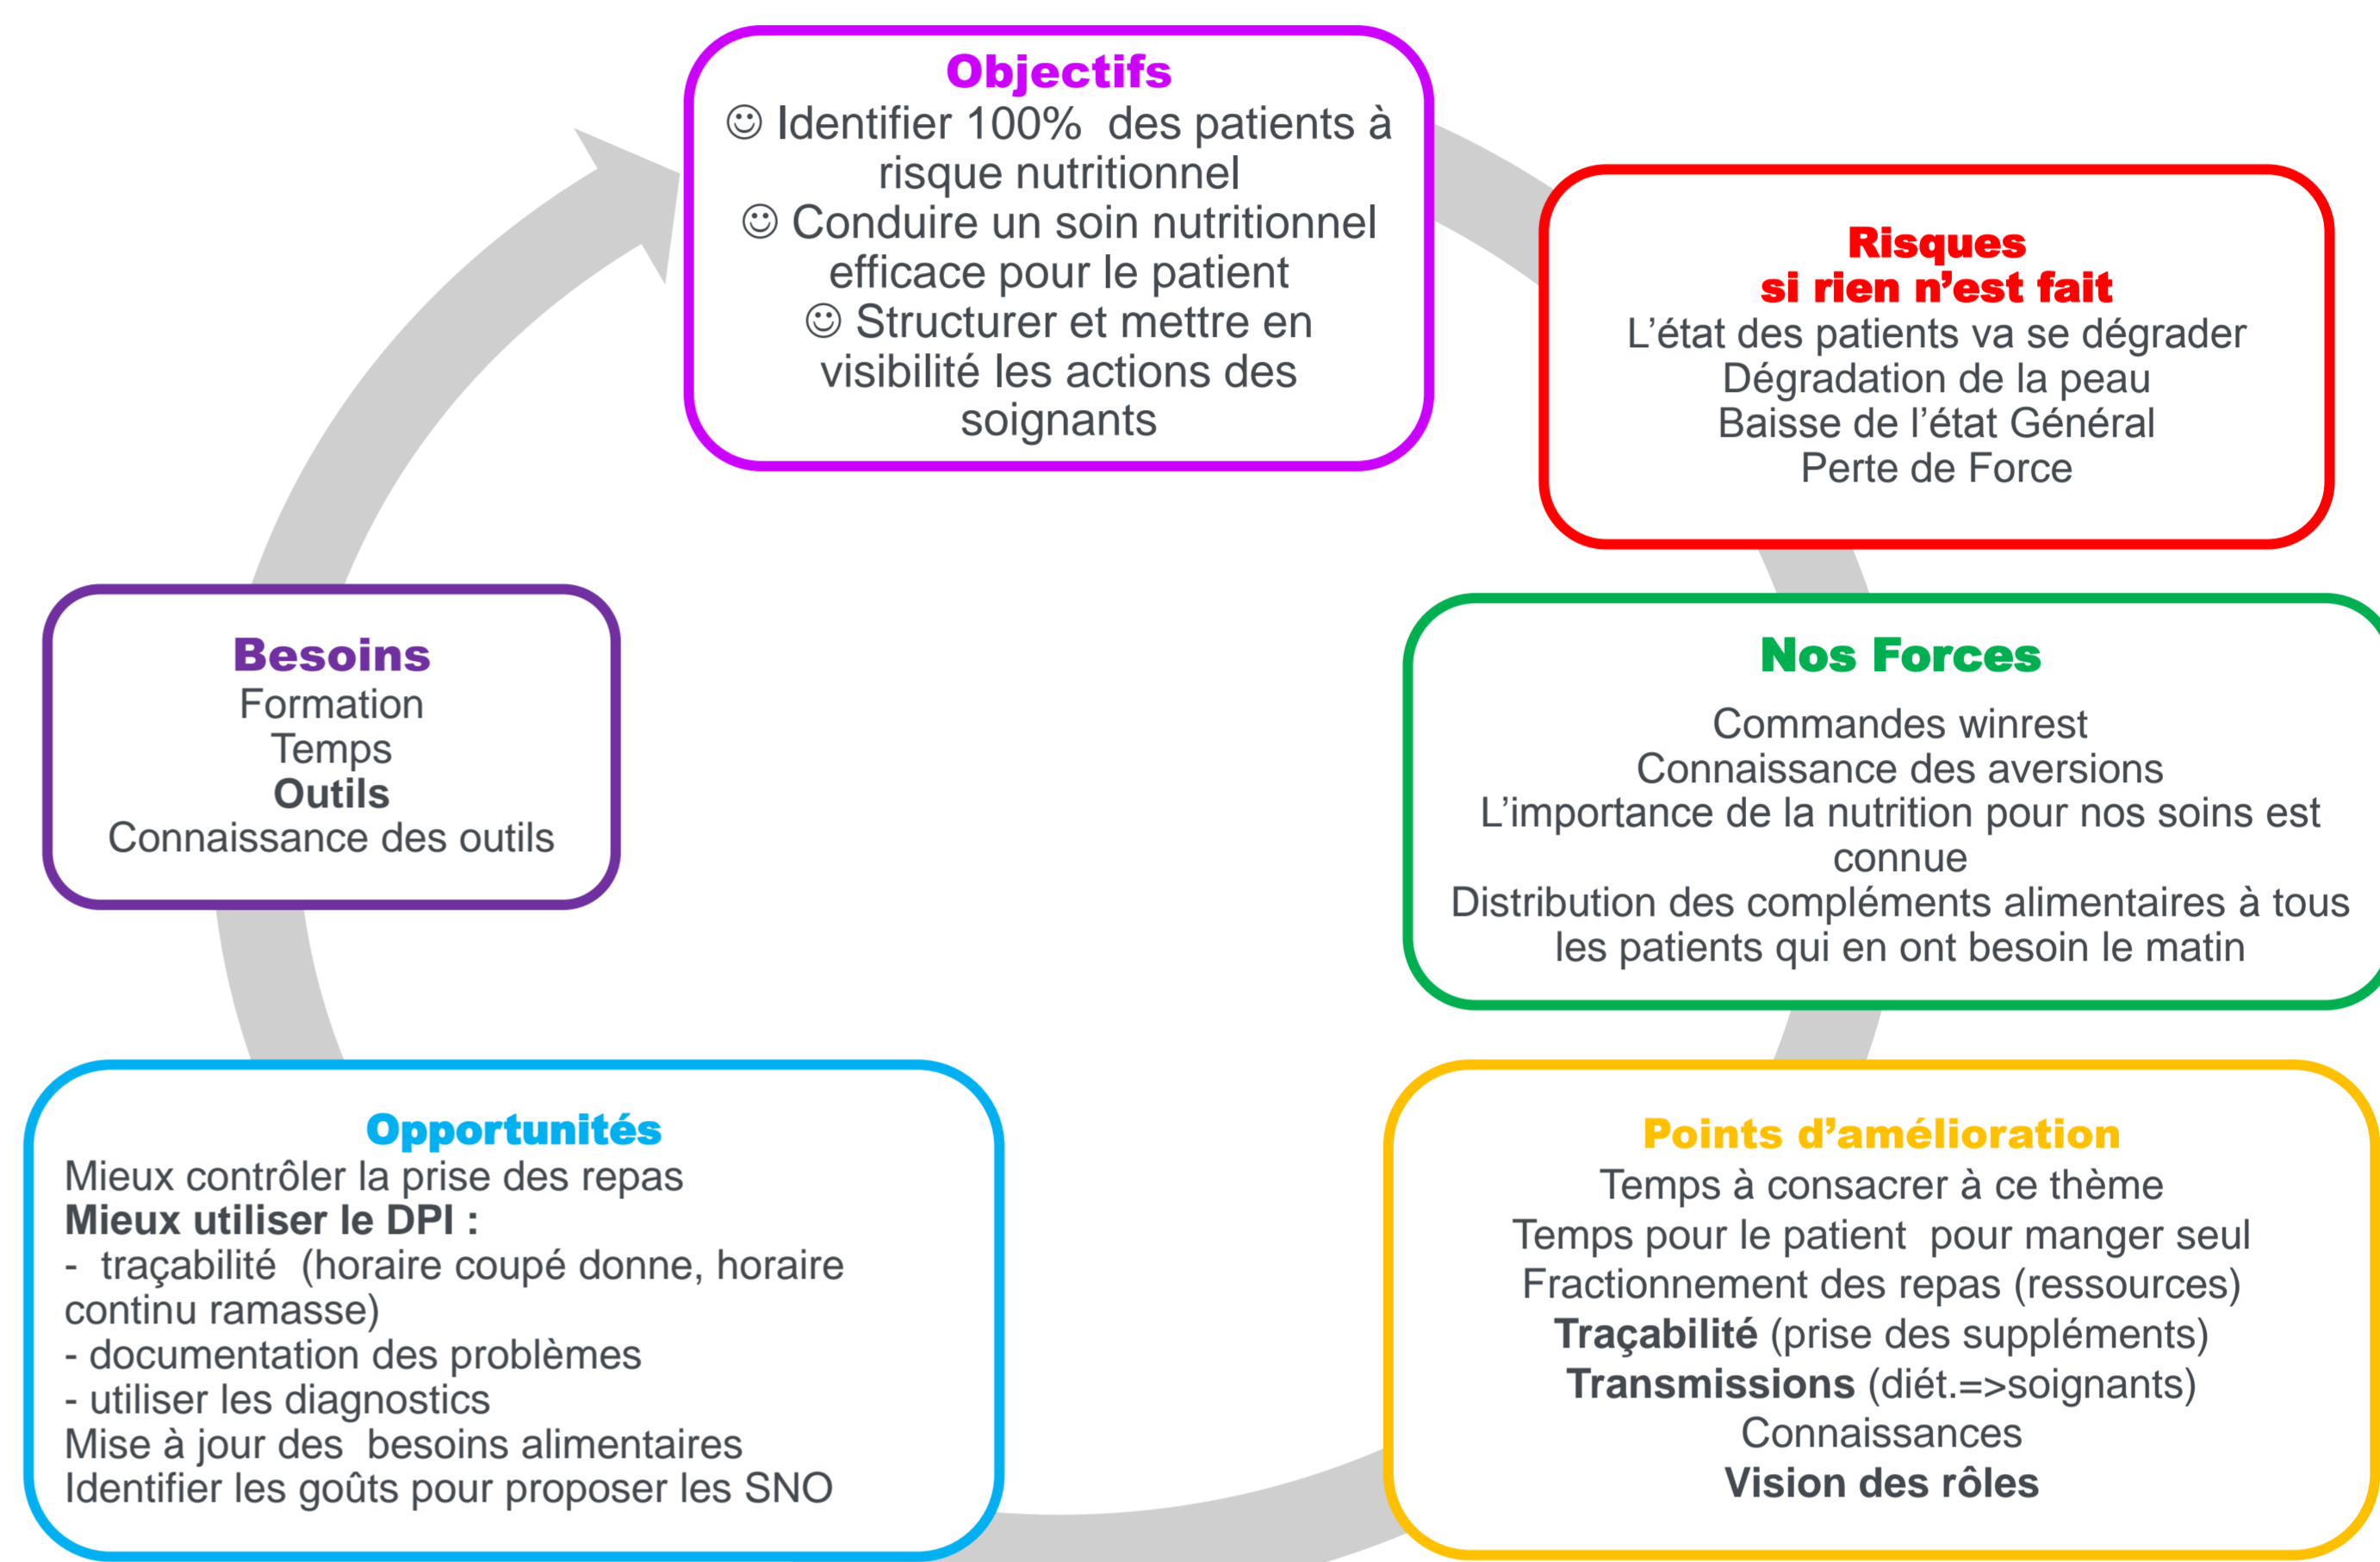 Objectifs
☺ Identifier 100% des patients à
risque nutritionnel
☺ Conduire un soin nutritionnel
efficace pour le patient
☺ Structurer et mettre en
visibilité les actions des
soignants
Risques
si rien n’est fait
L’état des patients va se dégrader
Dégradation de la peau
Baisse de l’état Général
Perte de Force
Nos Forces
Commandes winrest
Connaissance des aversions
L’importance de la nutrition pour nos soins est
connue
Distribution des compléments alimentaires à tous
les patients qui en ont besoin le matin
Points d’amélioration
Temps à consacrer à ce thème
Temps pour le patient pour manger seul
Fractionnement des repas (ressources)
Traçabilité (prise des suppléments)
Transmissions (diét.=>soignants)
Connaissances
Vision des rôles
Opportunités
Mieux contrôler la prise des repas
Mieux utiliser le DPI :
- traçabilité (horaire coupé donne, horaire
continu ramasse)
- documentation des problèmes
- utiliser les diagnostics
Mise à jour des besoins alimentaires
Identifier les goûts pour proposer les SNO
Besoins
Formation
Temps
Outils
Connaissance des outils